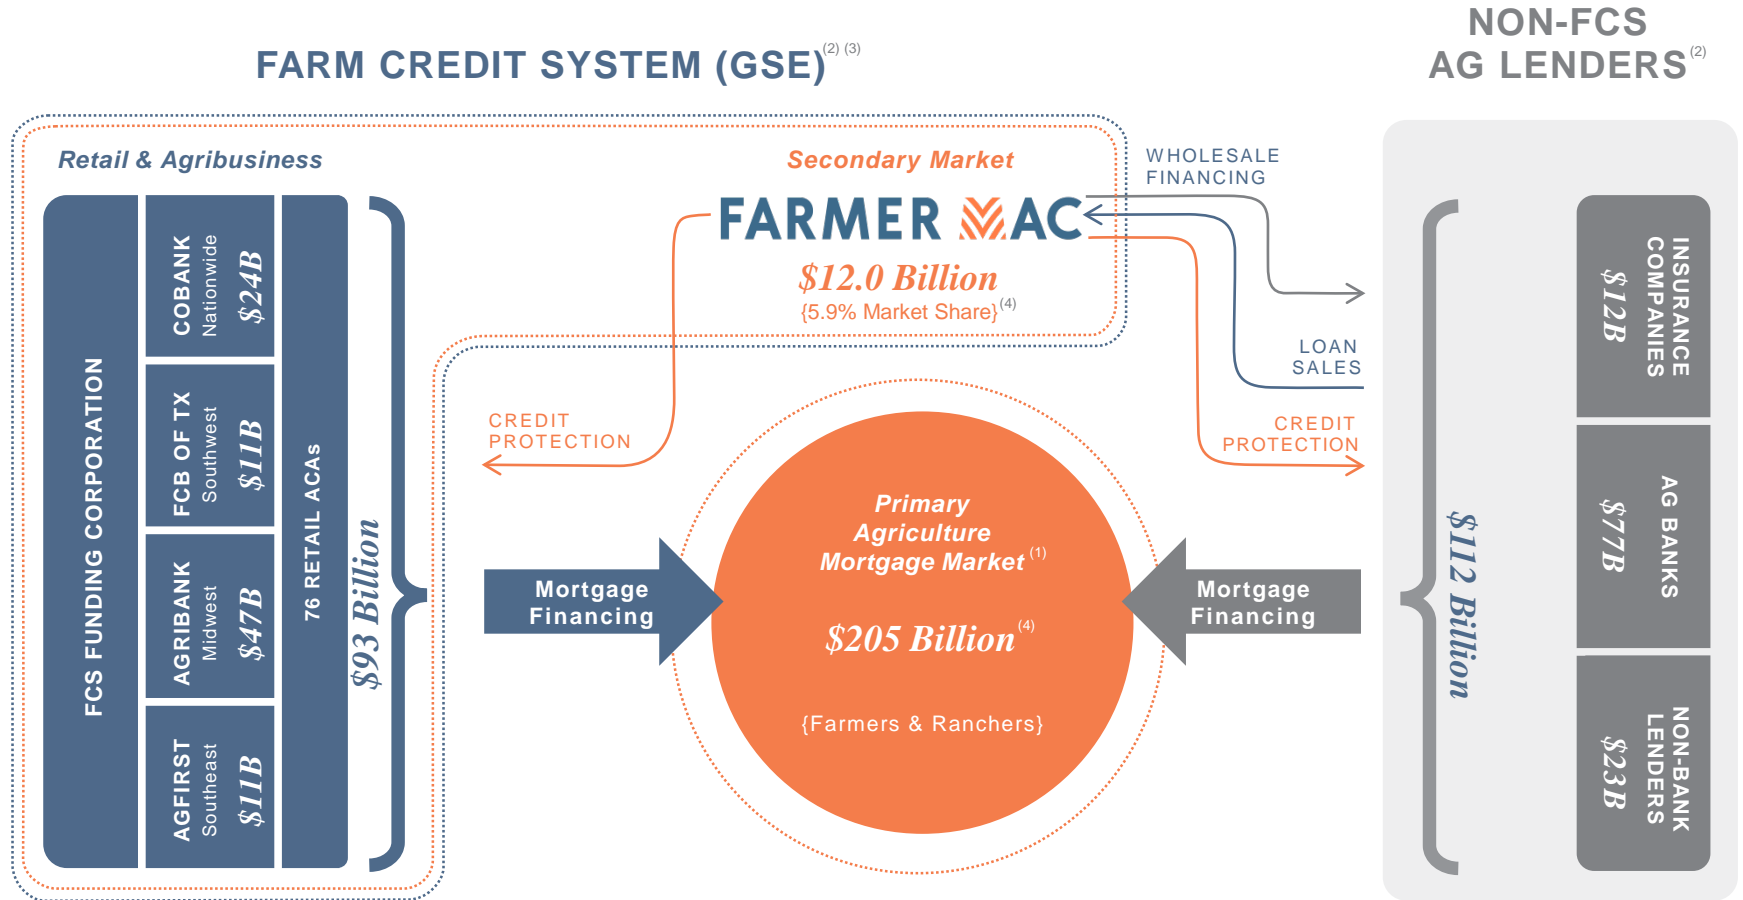 FARM CREDIT SYSTEM (GSE)(2) (3)
NON-FCS
AG LENDERS(2)
Retail & Agribusiness
FCS FUNDING CORPORATION
COBANK
Nationwide
$24B
FCB OF TX
Southwest
$11B
AGRIBANK
Midwest
$47B
AGFIRST
Southeast
$11B
76 RETAIL ACAs
$93 Billion
Secondary Market
FARMER MAC
$12.0 Billion
{5.9% Market Share}(4)
WHOLESALE
FINANCING
LOAN
SALES
CREDIT
PROTECTION
CREDIT
PROTECTION
Mortgage
Financing
Primary
Agriculture
Mortgage Market (1)
$205 Billion(4)
{Farmers & Ranchers}
Mortgage
Financing
$112 Billion
INSURANCE
COMPANIES
$12B
AG BANKS
$77B
NON-BANK
LENDERS
$23B